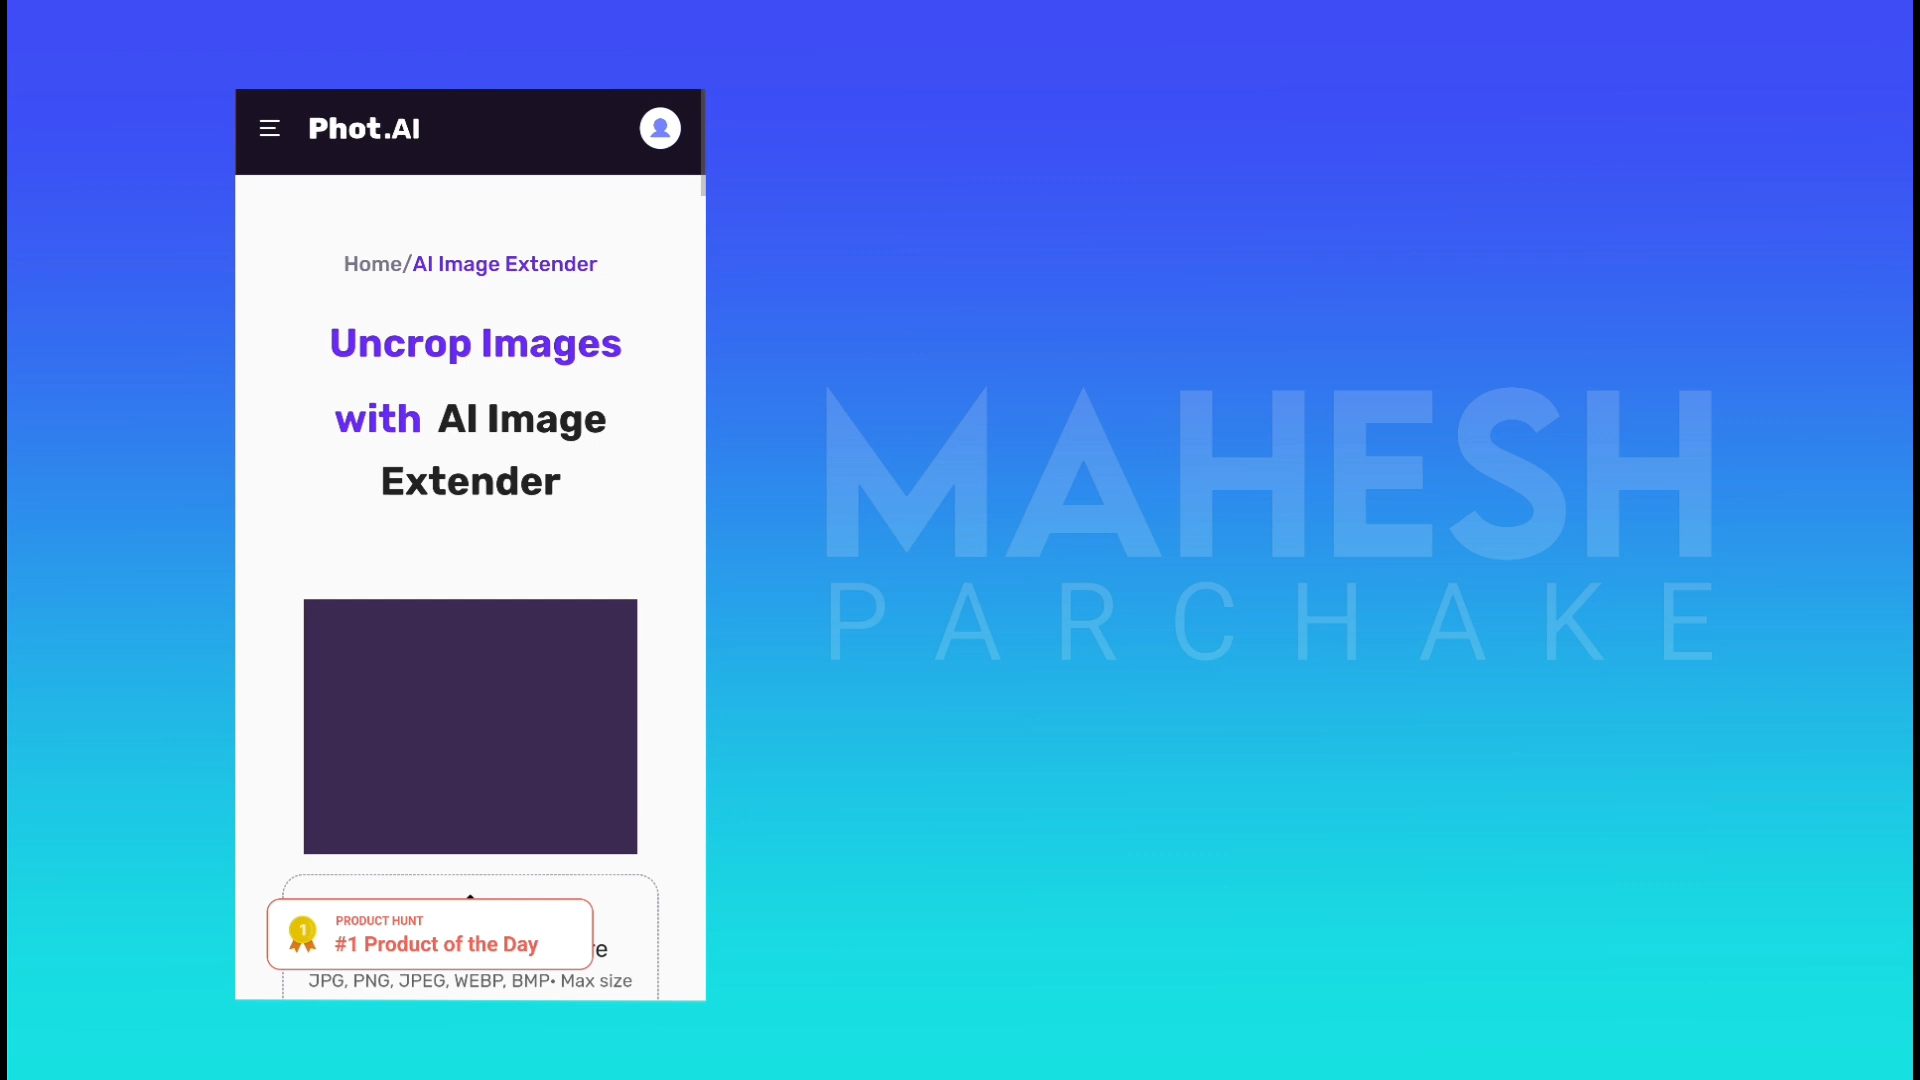 Phot.AI
Home/AI Image Extender
Uncrop Images
with AI Image
Extender
PRODUCT HUNT
1
#1 Product of the Day
JPG, PNG, JPEG, WEBP, BMP• Max size
MAHESH
PARCHAKE